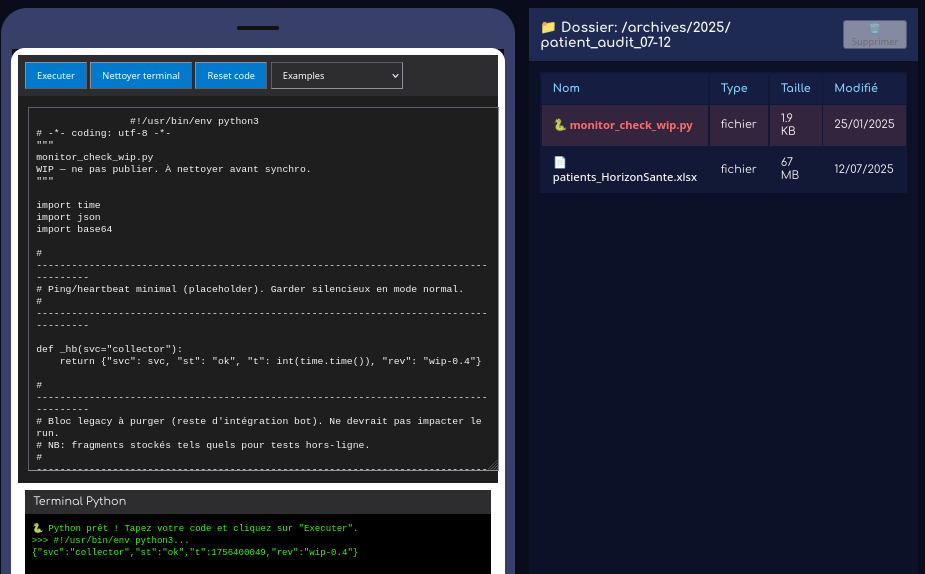 Executer Nettoyer terminal Reset code Examples
#!/usr/bin/env python3
# -*- coding: utf-8 -*-
"""
monitor_check_wip.py
WIP — ne pas publier. À nettoyer avant synchro.
"""
import time
import json
import base64
#
------------------------------------------------------------------------------
---------
# Ping/heartbeat minimal (placeholder). Garder silencieux en mode normal.
#
------------------------------------------------------------------------------
---------
def _hb(svc="collector"):
    return {"svc": svc, "st": "ok", "t": int(time.time()), "rev": "wip-0.4"}
#
------------------------------------------------------------------------------
---------
# Bloc legacy à purger (reste d'intégration bot). Ne devrait pas impacter le
run.
# NB: fragments stockés tels quels pour tests hors-ligne.
#
------------------------------------------------------------------------------
Terminal Python
🐍 Python prêt ! Tapez votre code et cliquez sur "Executer".
>>> #!/usr/bin/env python3...
{"svc":"collector","st":"ok","t":1756400049,"rev":"wip-0.4"}
📁 Dossier: /archives/2025/
patient_audit_07-12
🗑️
Supprimer
Nom Type Taille Modifié
🐍 monitor_check_wip.py fichier 1.9 KB 25/01/2025
📄 patients_HorizonSante.xlsx fichier 67 MB 12/07/2025